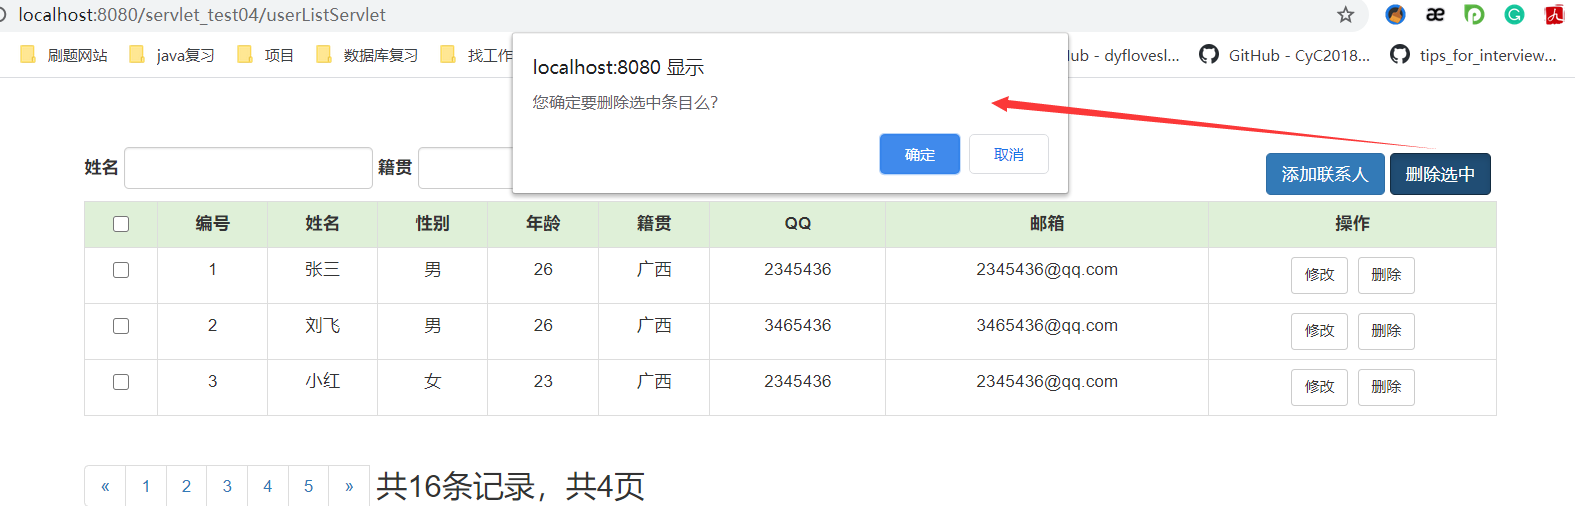 localhost:8080/servlet_test04/userListServlet
刷题网站 java复习 项目 数据库复习 找工作 Hub - dyflovesl... GitHub - CyC2018... tips_for_interview...
localhost:8080 显示
您确定要删除选中条目么?
确定 取消
姓名 籍贯 添加联系人 删除选中
编号 姓名 性别 年龄 籍贯 QQ 邮箱 操作
1 张三 男 26 广西 2345436 2345436@qq.com 修改 删除
2 刘飞 男 26 广西 3465436 3465436@qq.com 修改 删除
3 小红 女 23 广西 2345436 2345436@qq.com 修改 删除
« 1 2 3 4 5 » 共16条记录，共4页